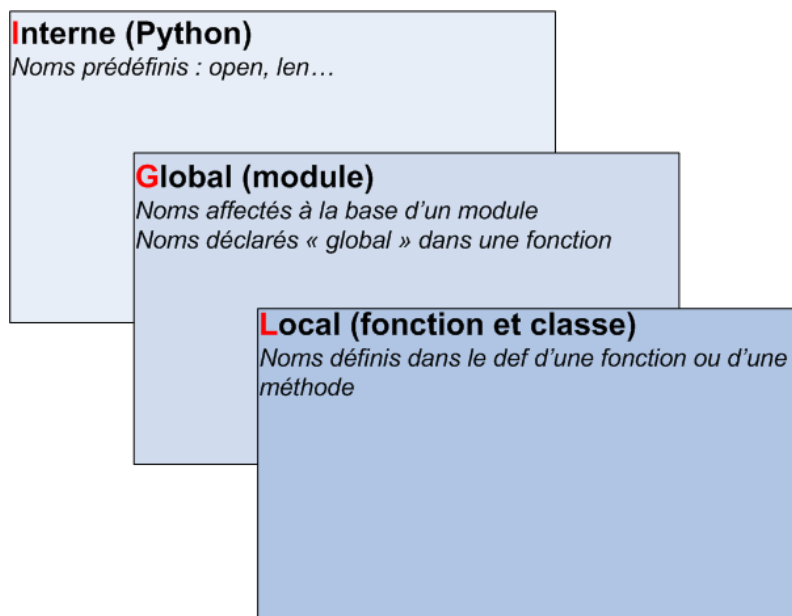 Interne (Python)
Noms prédéfinis : open, len…
Global (module)
Noms affectés à la base d’un module
Noms déclarés « global » dans une fonction
Local (fonction et classe)
Noms définis dans le def d’une fonction ou d’une
méthode